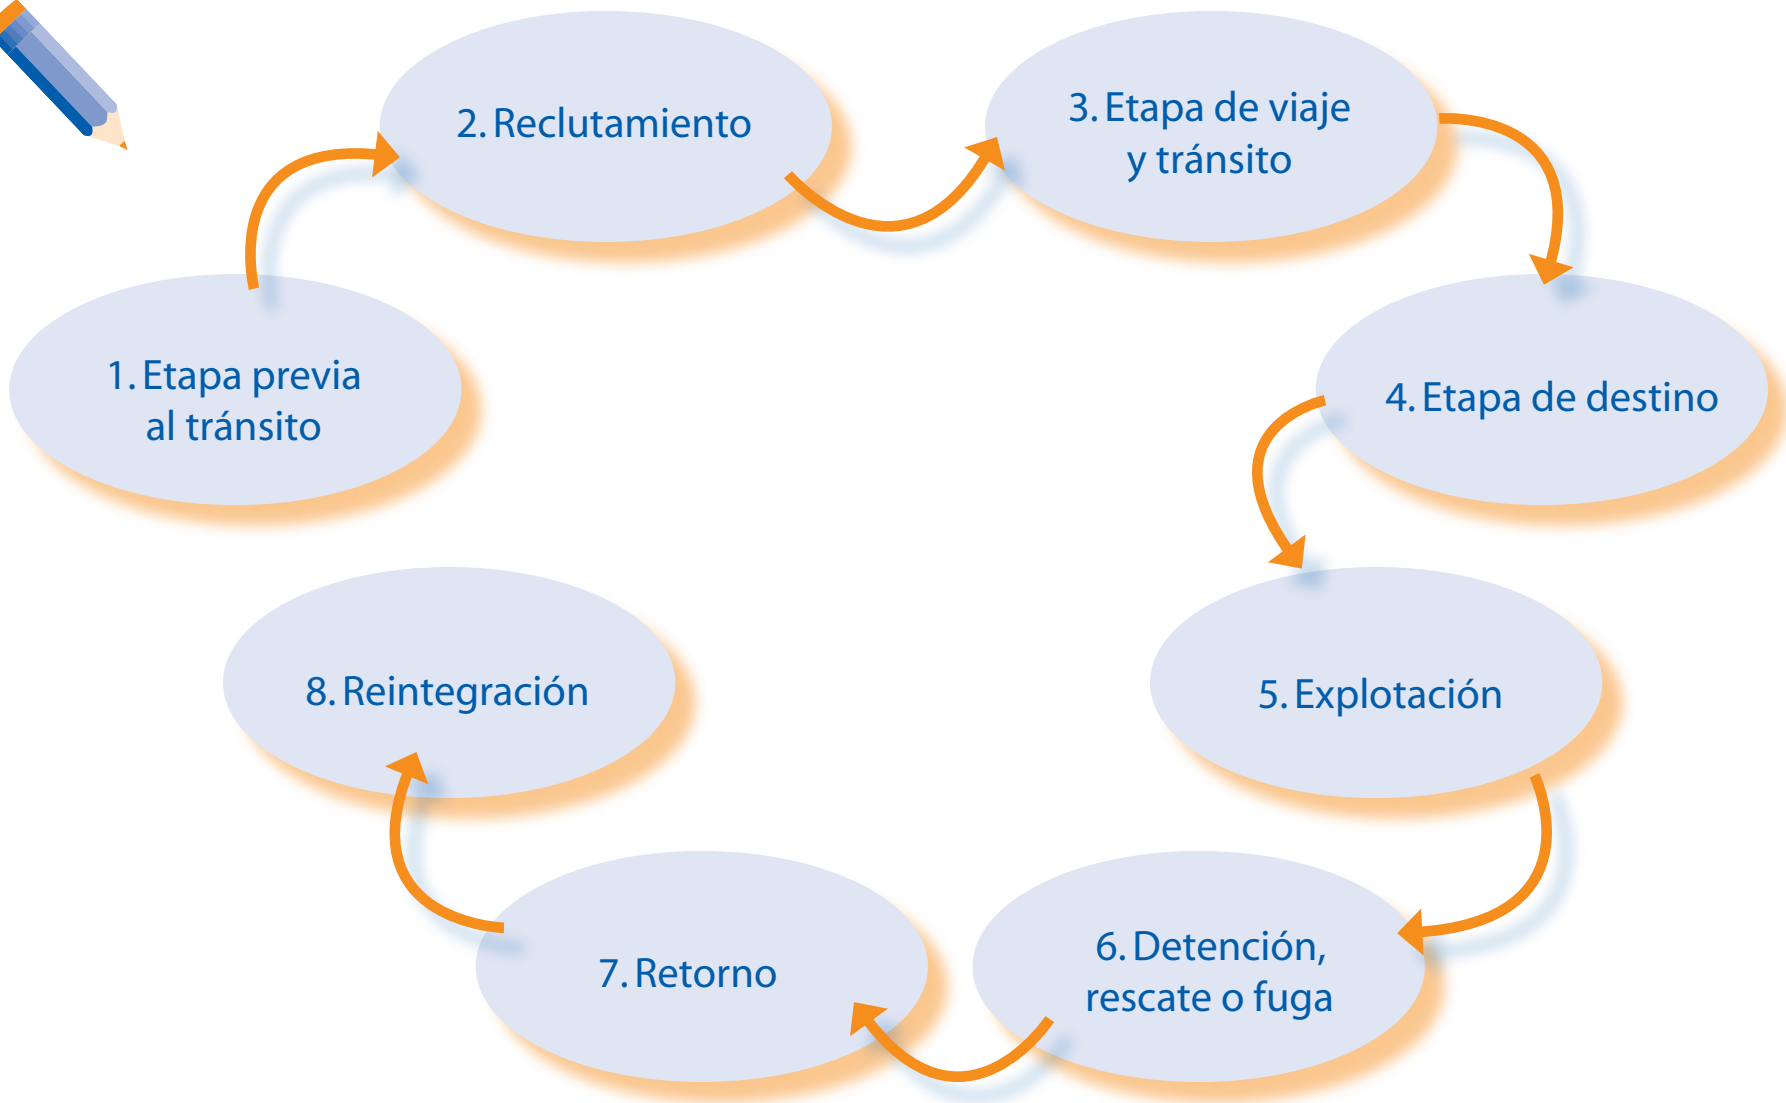 1. Etapa previa
al tránsito
2. Reclutamiento
3. Etapa de viaje
y tránsito
4. Etapa de destino
5. Explotación
6. Detención,
rescate o fuga
7. Retorno
8. Reintegración